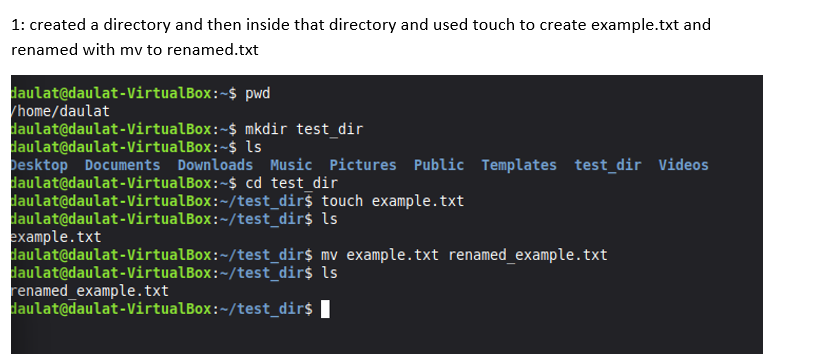 1: created a directory and then inside that directory and used touch to create example.txt and
renamed with mv to renamed.txt
daulat@daulat-VirtualBox:~$ pwd
/home/daulat
daulat@daulat-VirtualBox:~$ mkdir test_dir
daulat@daulat-VirtualBox:~$ ls
Desktop Documents Downloads Music Pictures Public Templates test_dir Videos
daulat@daulat-VirtualBox:~$ cd test_dir
daulat@daulat-VirtualBox:~/test_dir$ touch example.txt
daulat@daulat-VirtualBox:~/test_dir$ ls
example.txt
daulat@daulat-VirtualBox:~/test_dir$ mv example.txt renamed_example.txt
daulat@daulat-VirtualBox:~/test_dir$ ls
renamed_example.txt
daulat@daulat-VirtualBox:~/test_dir$